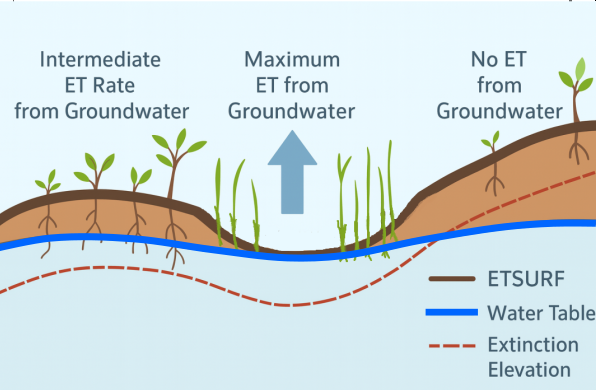 Intermediate
ET Rate
from Groundwater
Maximum
ET from
Groundwater
No ET
from
Groundwater
ETSURF
Water Table
Extinction
Elevation